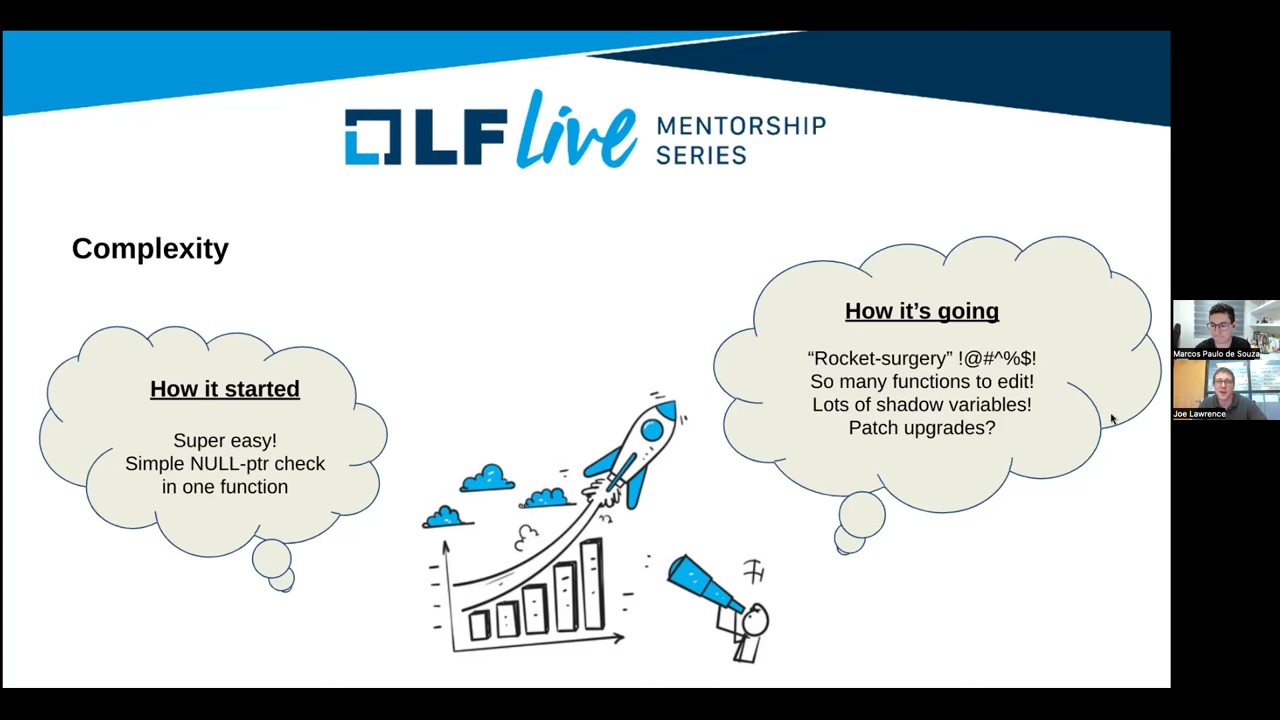 LF Live MENTORSHIP
SERIES
Complexity
How it started
Super easy!
Simple NULL-ptr check
in one function
How it's going
“Rocket-surgery” !@#^%$!
So many functions to edit!
Lots of shadow variables!
Patch upgrades?
Marcos Paulo de Souza
Joe Lawrence